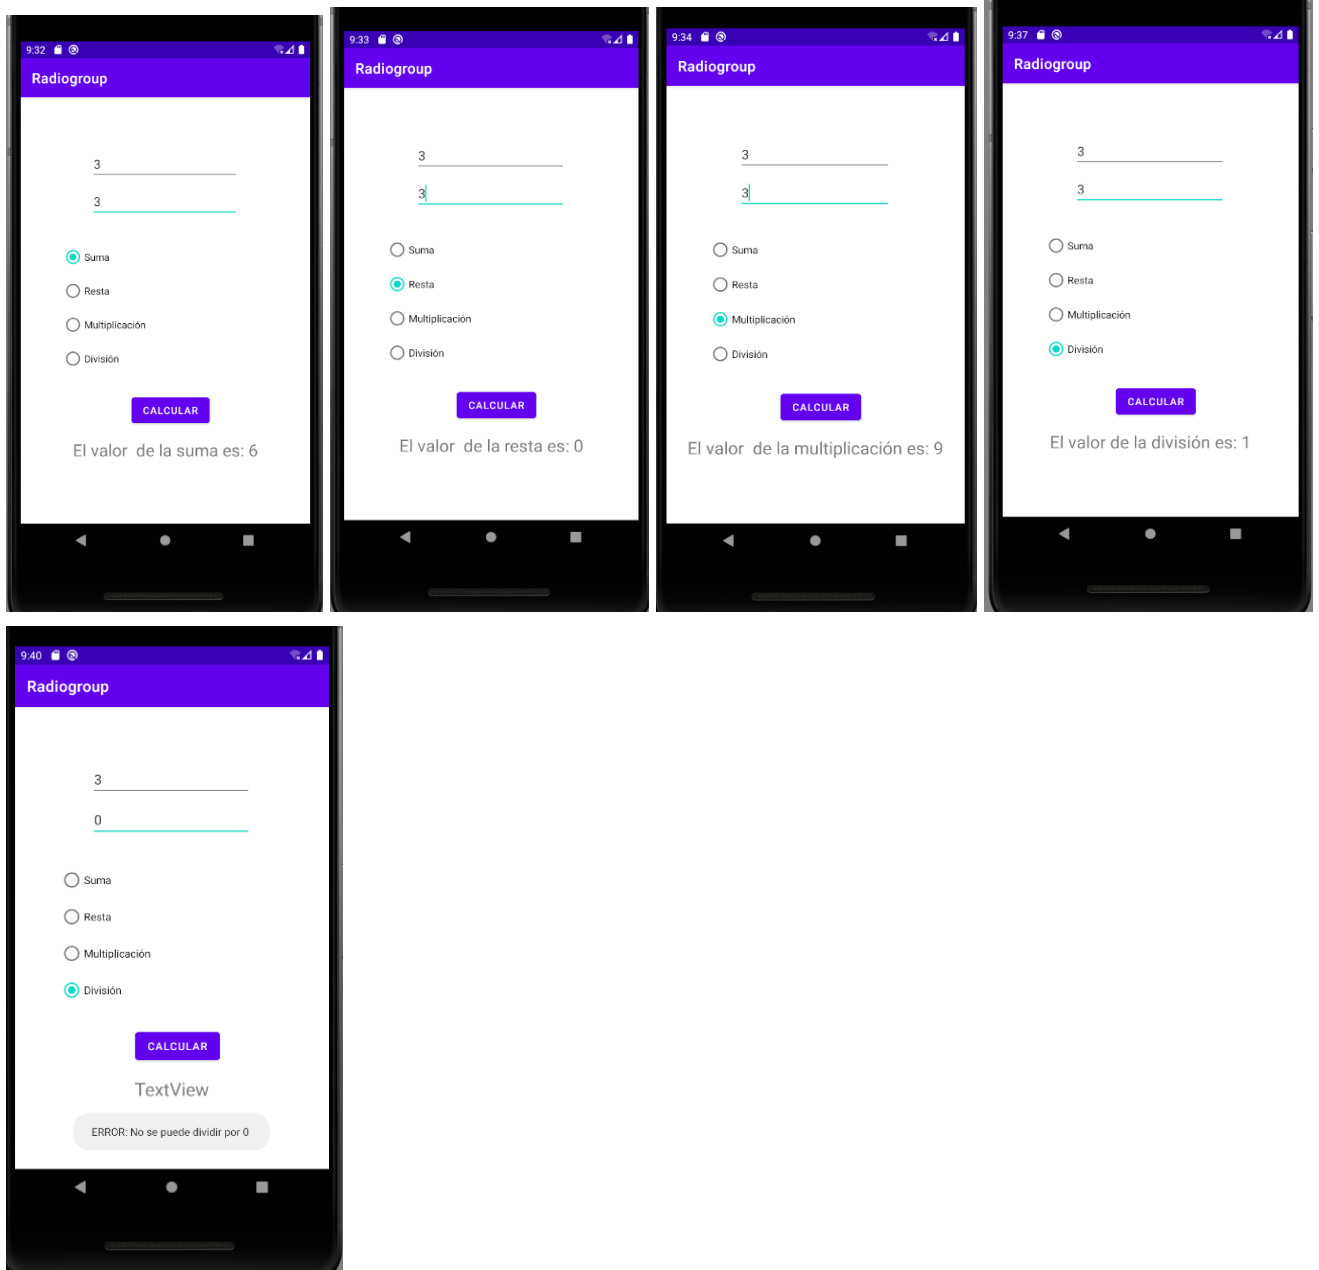 9:32
Radiogroup
3
3
Suma
Resta
Multiplicación
División
CALCULAR
El valor  de la suma es: 6
9:33
Radiogroup
3
3
Suma
Resta
Multiplicación
División
CALCULAR
El valor  de la resta es: 0
9:34
Radiogroup
3
3
Suma
Resta
Multiplicación
División
CALCULAR
El valor  de la multiplicación es: 9
9:37
Radiogroup
3
3
Suma
Resta
Multiplicación
División
CALCULAR
El valor de la división es: 1
9:40
Radiogroup
3
0
Suma
Resta
Multiplicación
División
CALCULAR
TextView
ERROR: No se puede dividir por 0